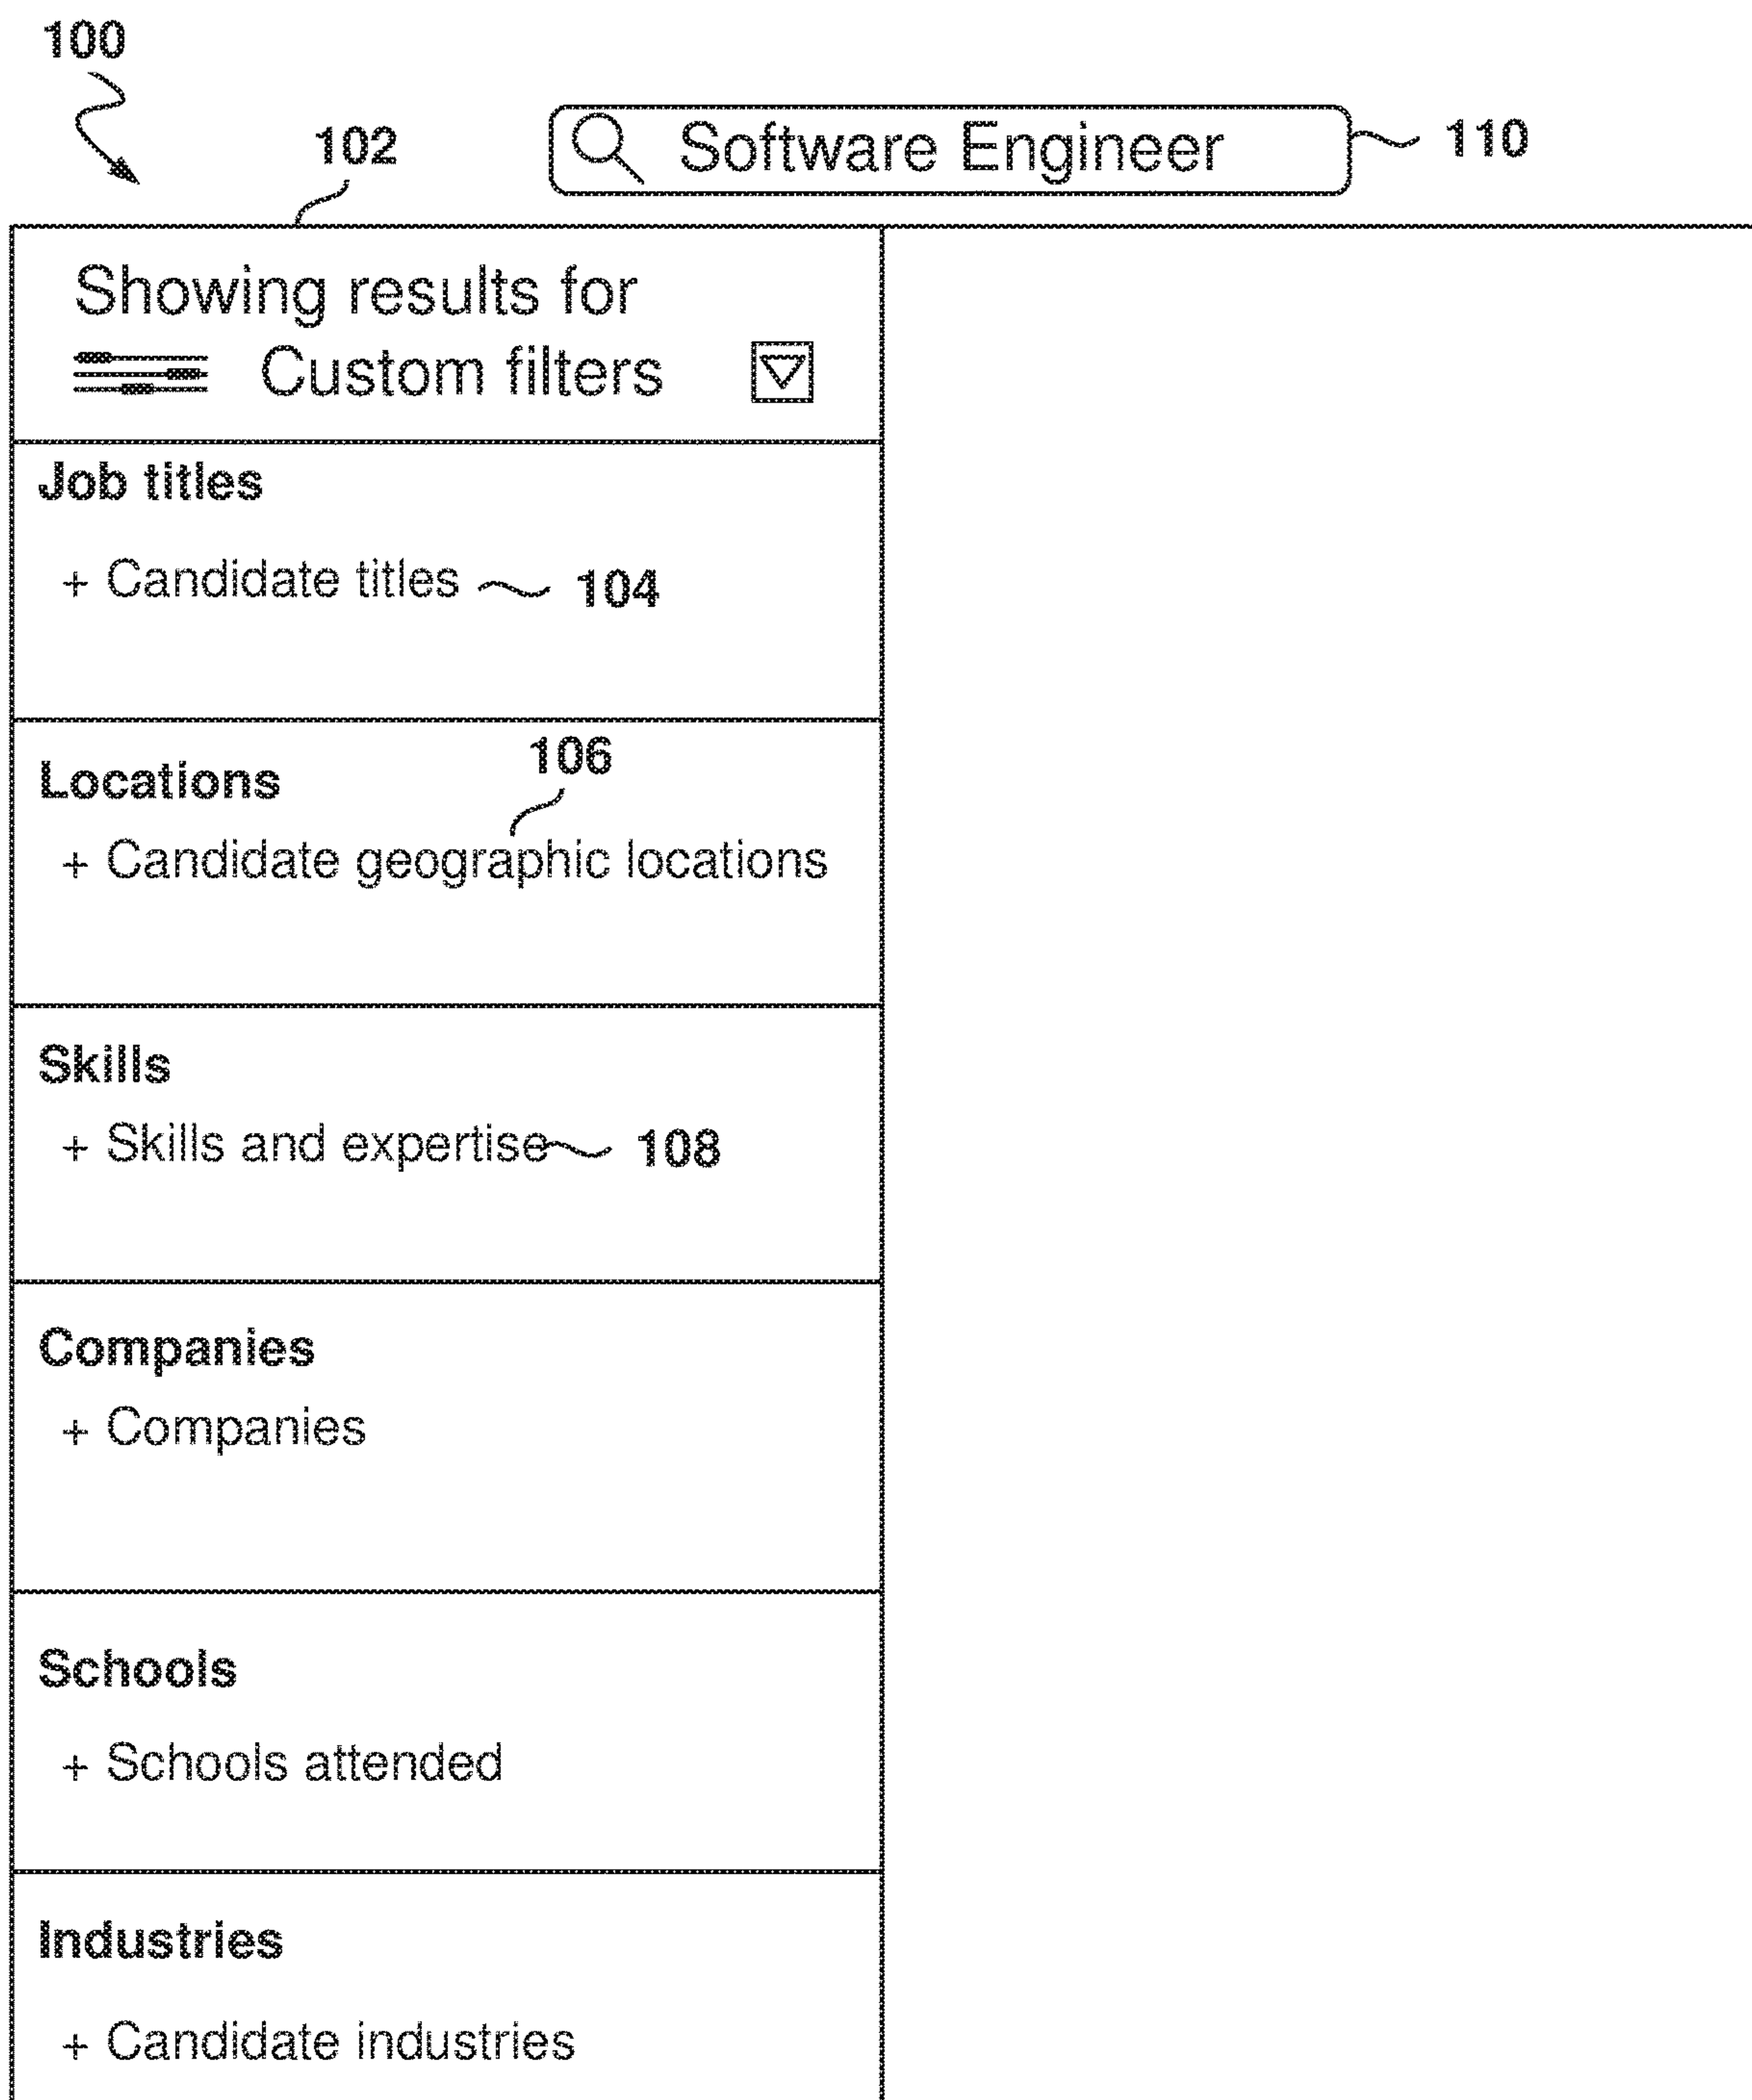 100
102
Software Engineer 110
Showing results for
Custom filters
Job titles
+ Candidate titles 104
106
Locations
+ Candidate geographic locations
Skills
+ Skills and expertise 108
Companies
+ Companies
Schools
+ Schools attended
Industries
+ Candidate industries